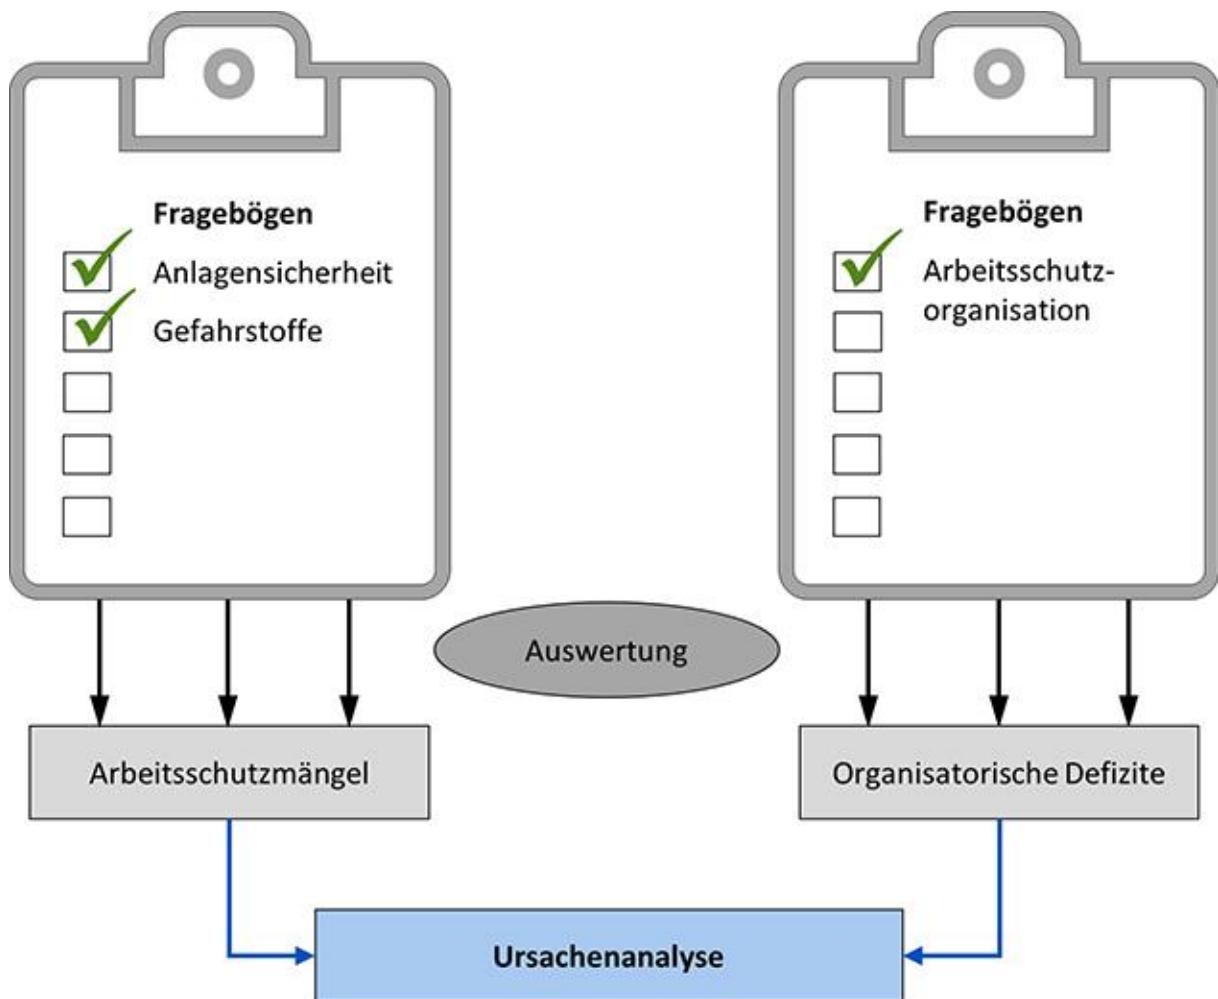 Fragebögen
Anlagensicherheit
Gefahrstoffe
Fragebögen
Arbeitsschutz-
organisation
Auswertung
Arbeitsschutzmängel
Organisatorische Defizite
Ursachenanalyse